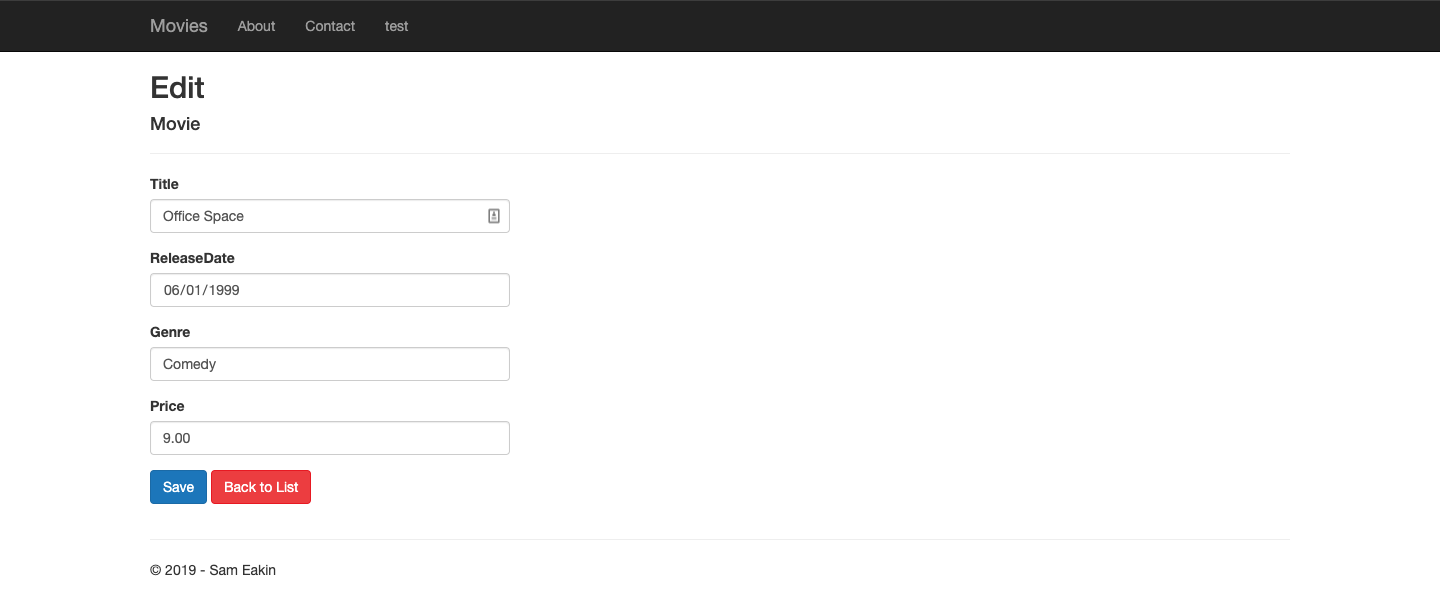 Movies About Contact test
Edit
Movie
Title
Office Space
ReleaseDate
06/01/1999
Genre
Comedy
Price
9.00
Save Back to List
© 2019 - Sam Eakin